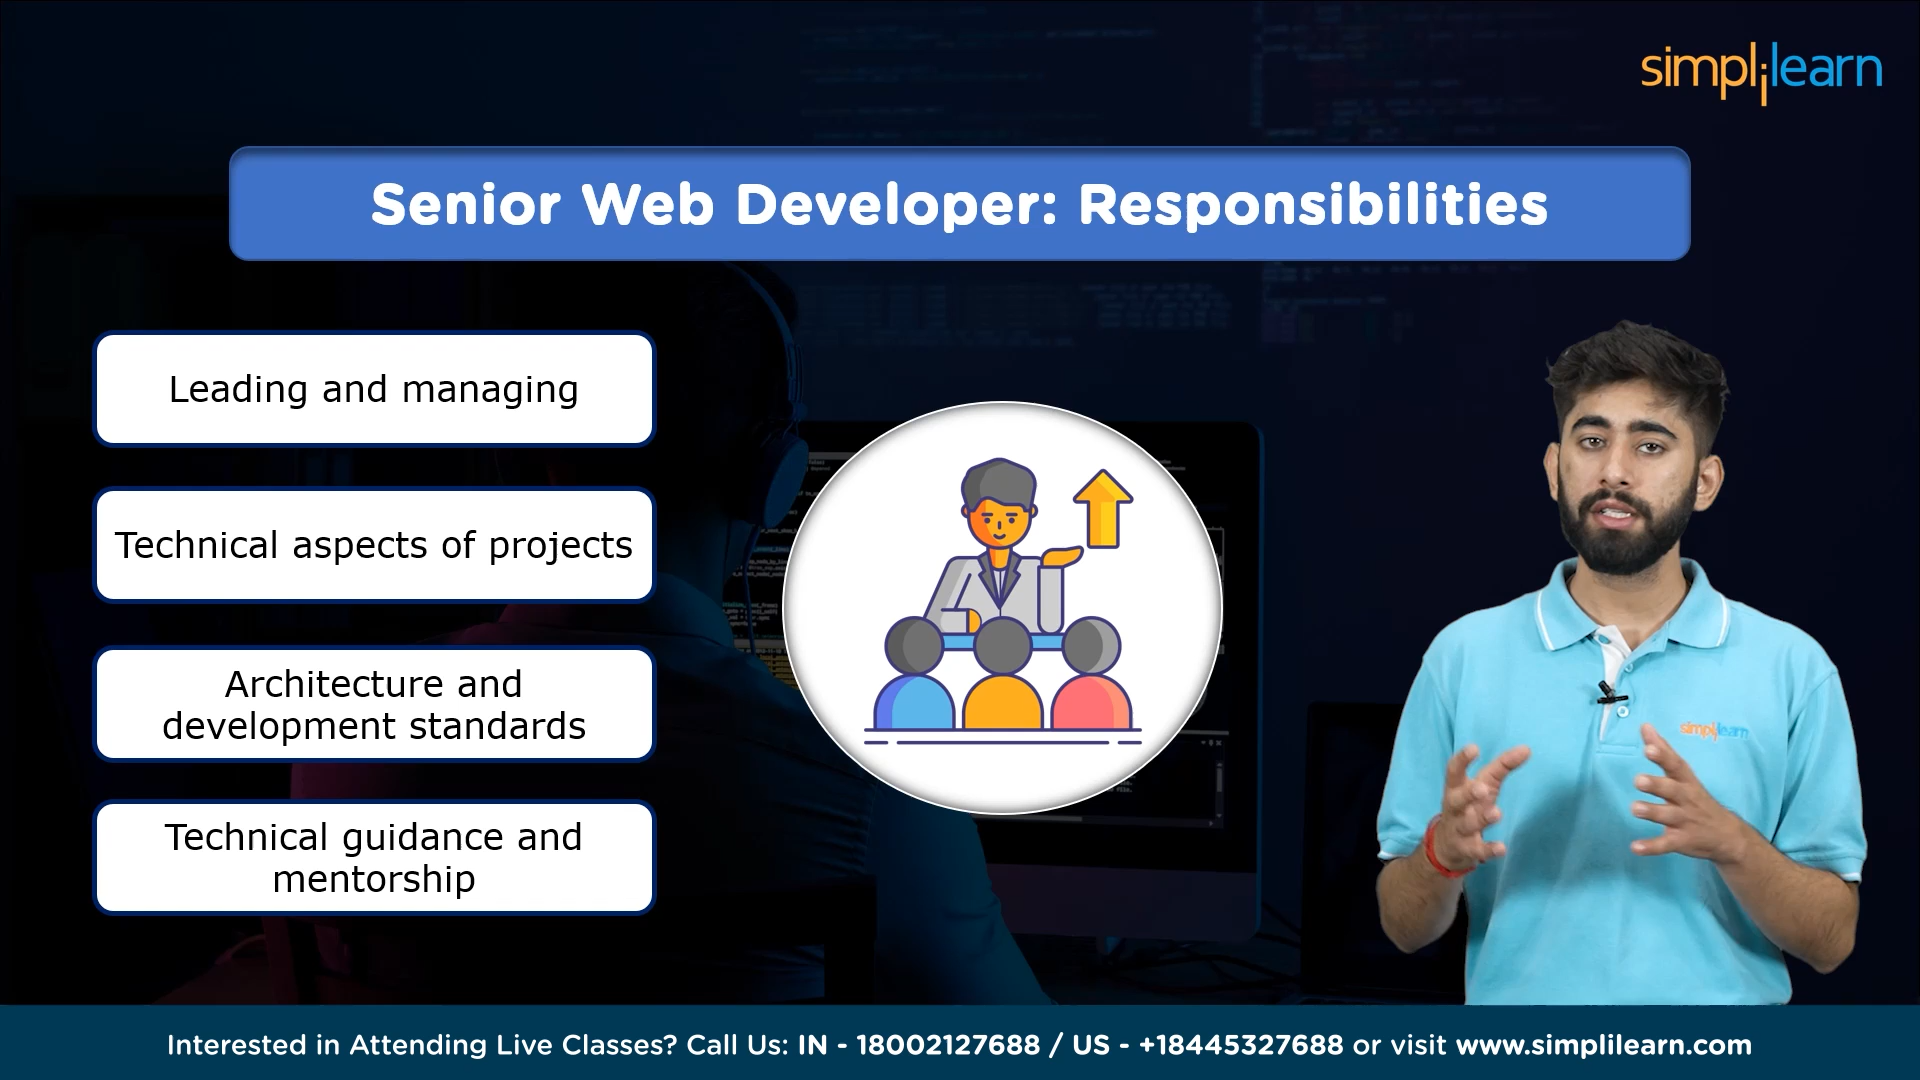 simplilearn
Senior Web Developer: Responsibilities
Leading and managing
Technical aspects of projects
Architecture and
development standards
Technical guidance and
mentorship
simplilearn
Interested in Attending Live Classes? Call Us: IN - 18002127688 / US - +18445327688 or visit www.simplilearn.com